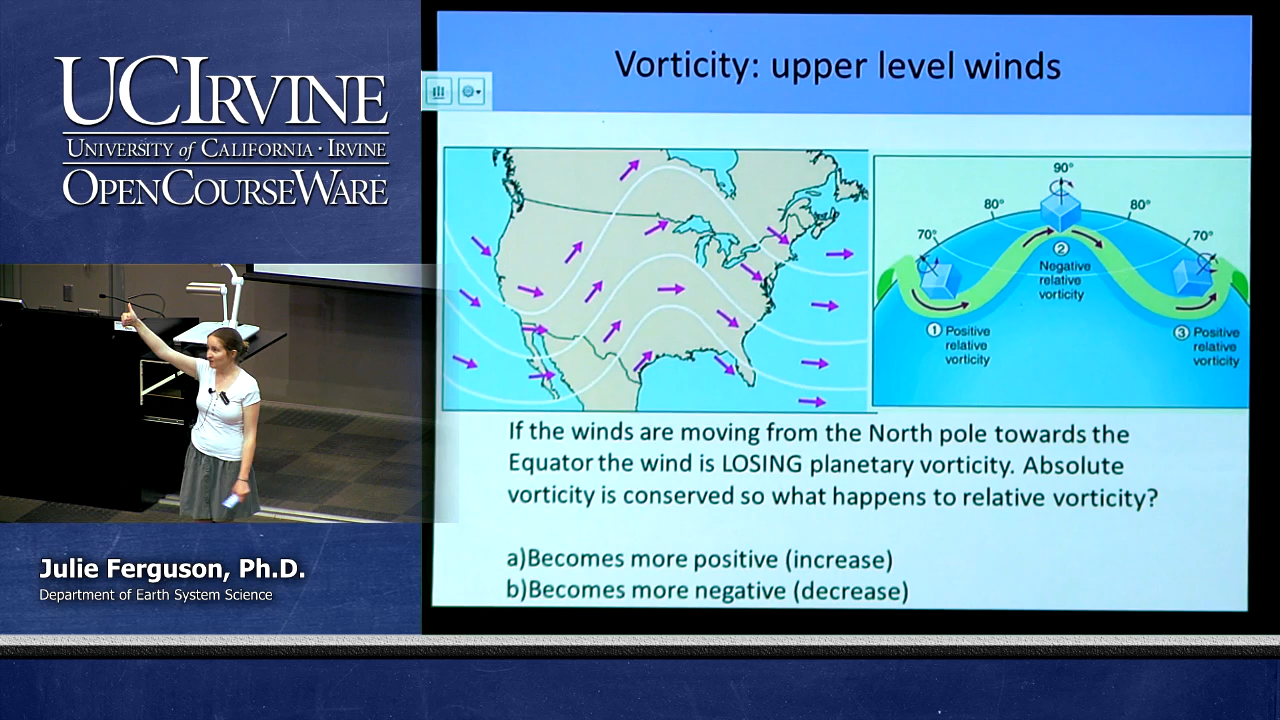 UCIRVINE
UNIVERSITY of CALIFORNIA · IRVINE
OPENCOURSEWARE
Julie Ferguson, Ph.D.
Department of Earth System Science
Vorticity: upper level winds
90°
80°
80°
70°
70°
② Negative
relative
vorticity
① Positive
relative
vorticity
③ Positive
relative
vorticity
If the winds are moving from the North pole towards the
Equator the wind is LOSING planetary vorticity. Absolute
vorticity is conserved so what happens to relative vorticity?
a)Becomes more positive (increase)
b)Becomes more negative (decrease)